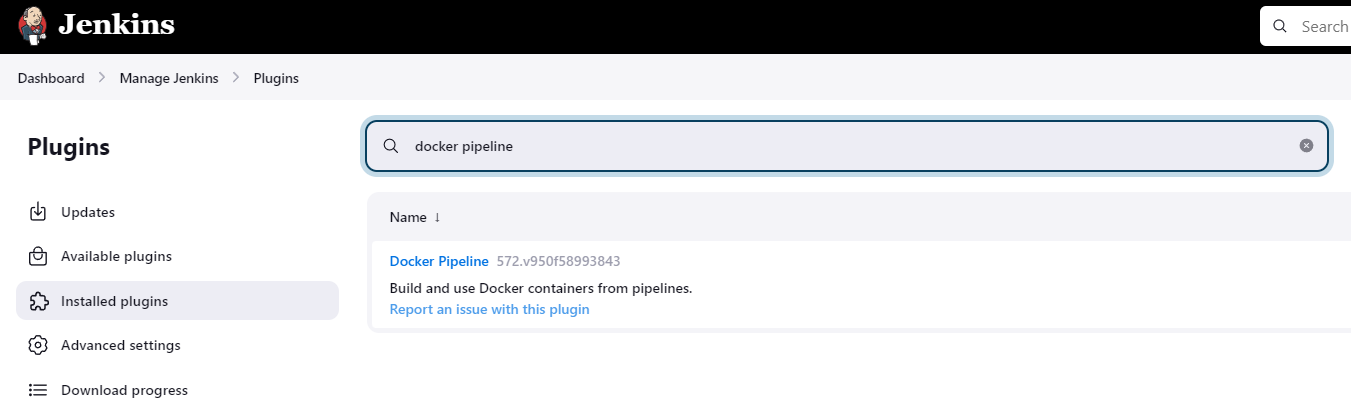 Jenkins
Search
Dashboard > Manage Jenkins > Plugins
Plugins
docker pipeline
Updates
Available plugins
Installed plugins
Advanced settings
Download progress
Name ↓
Docker Pipeline 572.v950f58993843
Build and use Docker containers from pipelines.
Report an issue with this plugin